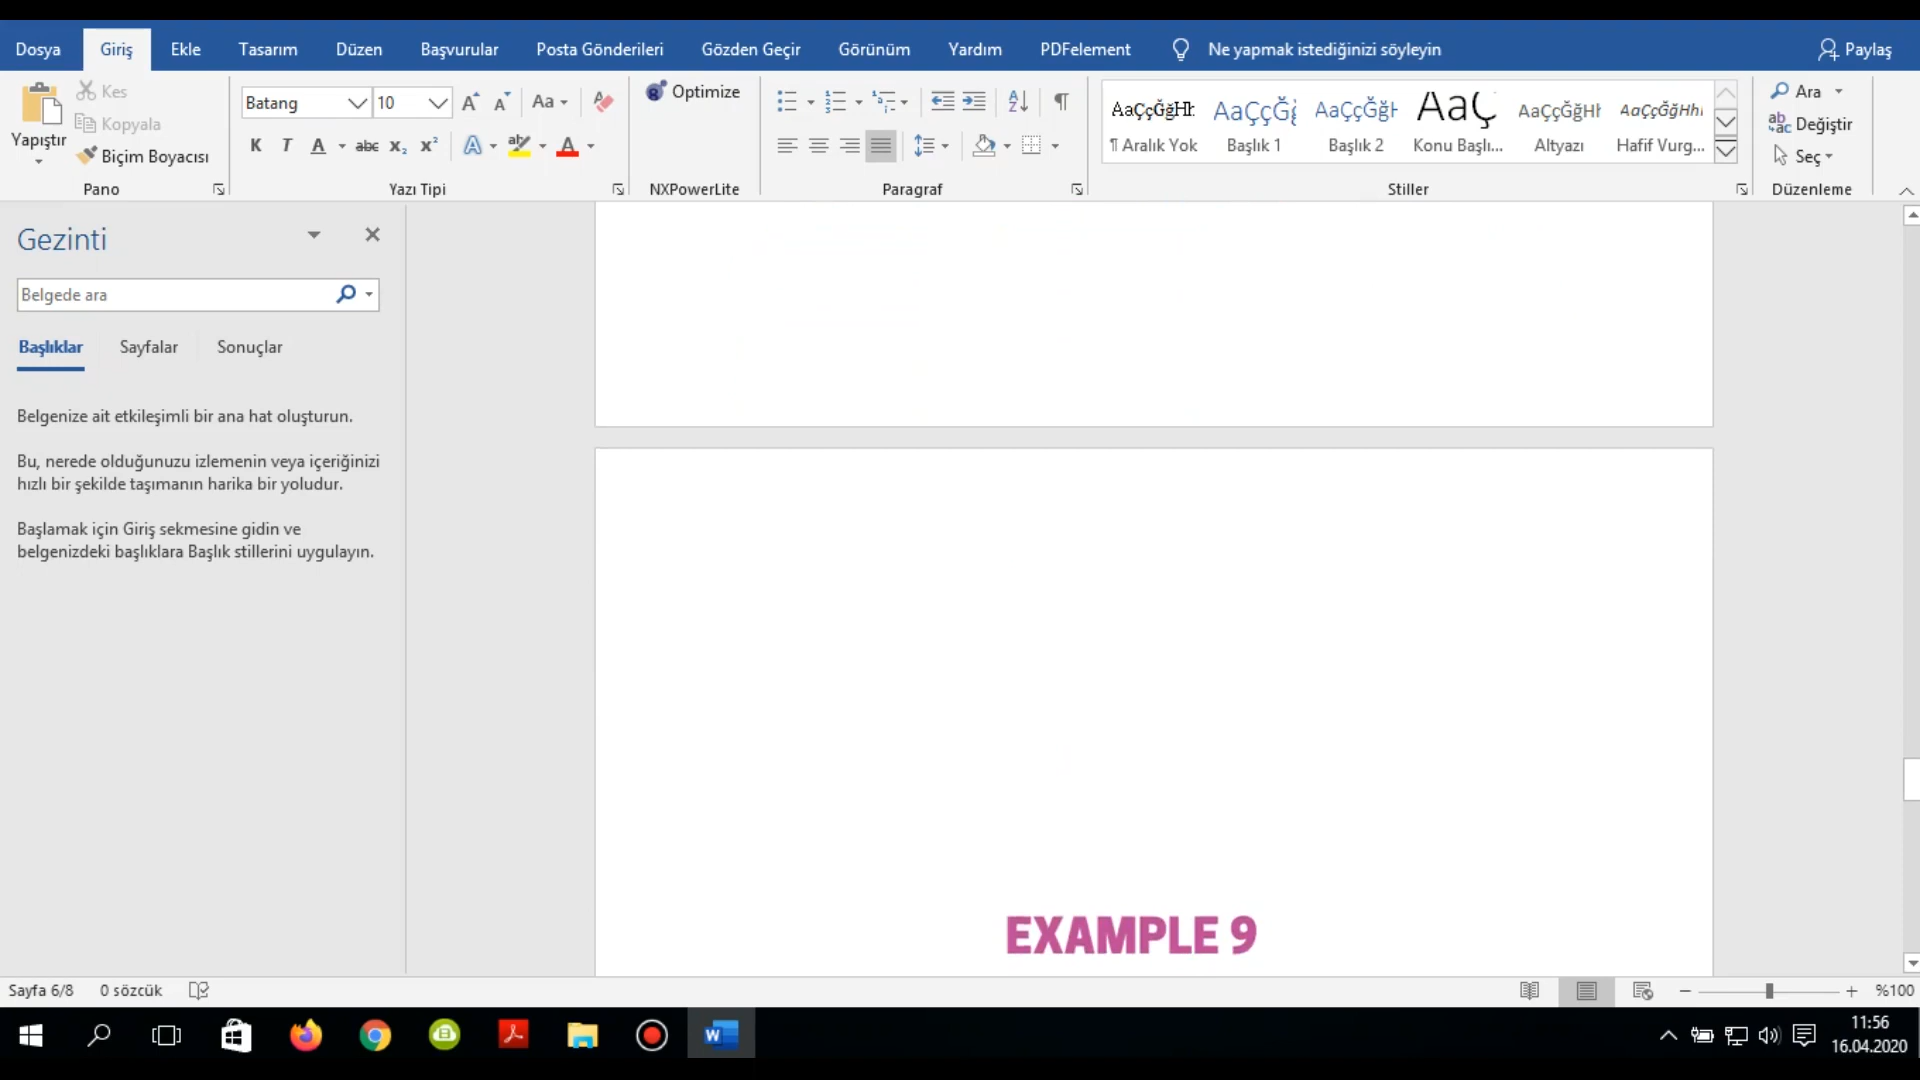 Dosya Giriş Ekle Tasarım Düzen Başvurular Posta Gönderileri Gözden Geçir Görünüm Yardım PDFelement Ne yapmak istediğinizi söyleyin Paylaş
Yapıştır
Kes
Kopyala
Biçim Boyacısı
Pano
Batang 10
Aa
K T A abc x₂ x² A aby A
Yazı Tipi
Optimize
NXPowerLite
Paragraf
AaÇçĞğHh AaÇçĞğ AaÇçĞğH AaÇ AaÇçĞğHh AaÇçĞğHh
¶ Aralık Yok Başlık 1 Başlık 2 Konu Başlı... Altyazı Hafif Vurg...
Stiller
Ara
Değiştir
Seç
Düzenleme
Gezinti
Belgede ara
Başlıklar Sayfalar Sonuçlar
Belgenize ait etkileşimli bir ana hat oluşturun.
Bu, nerede olduğunuzu izlemenin veya içeriğinizi
hızlı bir şekilde taşımanın harika bir yoludur.
Başlamak için Giriş sekmesine gidin ve
belgenizdeki başlıklara Başlık stillerini uygulayın.
EXAMPLE 9
Sayfa 6/8 0 sözcük %100
11:56
16.04.2020